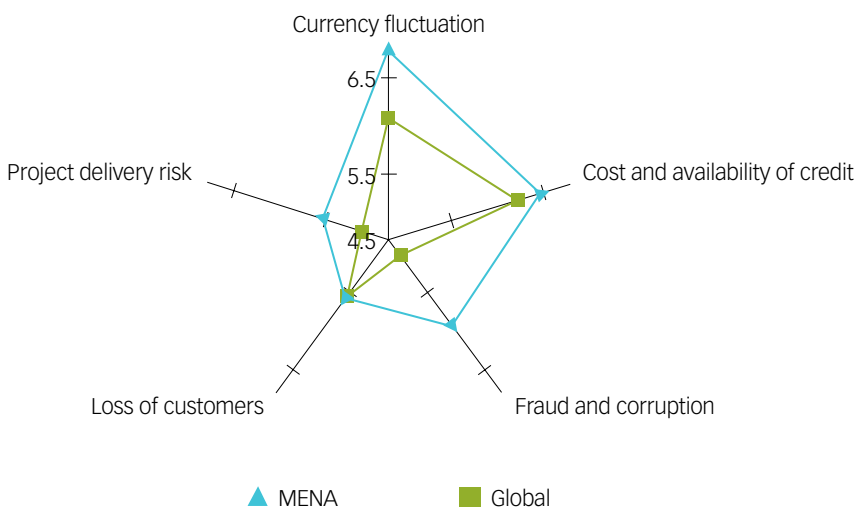 Currency fluctuation
6.5
Project delivery risk
5.5
Cost and availability of credit
4.5
Loss of customers
Fraud and corruption
MENA
Global